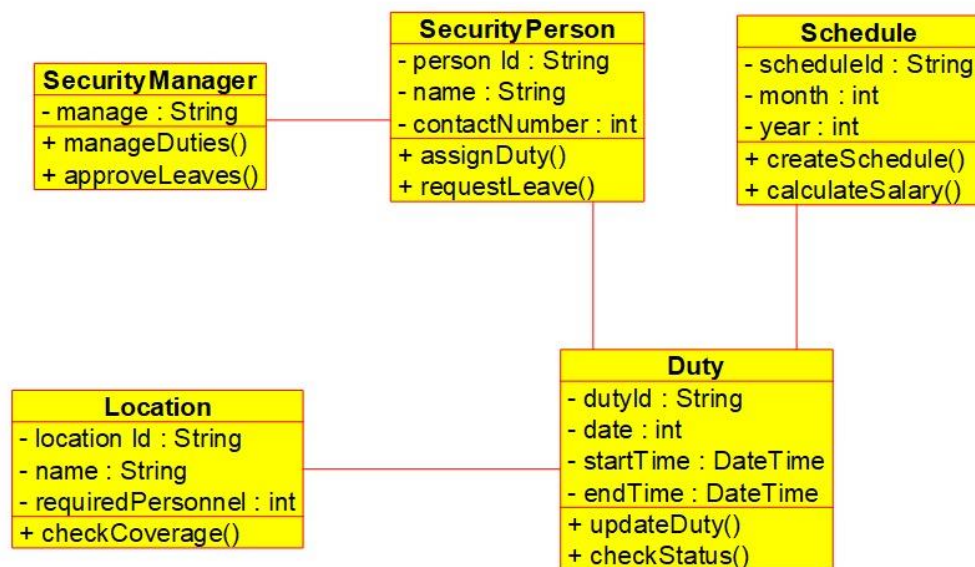 SecurityManager
- manage : String
+ manageDuties()
+ approveLeaves()
SecurityPerson
- person Id : String
- name : String
- contactNumber : int
+ assignDuty()
+ requestLeave()
Schedule
- scheduleId : String
- month : int
- year : int
+ createSchedule()
+ calculateSalary()
Location
- location Id : String
- name : String
- requiredPersonnel : int
+ checkCoverage()
Duty
- dutyId : String
- date : int
- startTime : DateTime
- endTime : DateTime
+ updateDuty()
+ checkStatus()